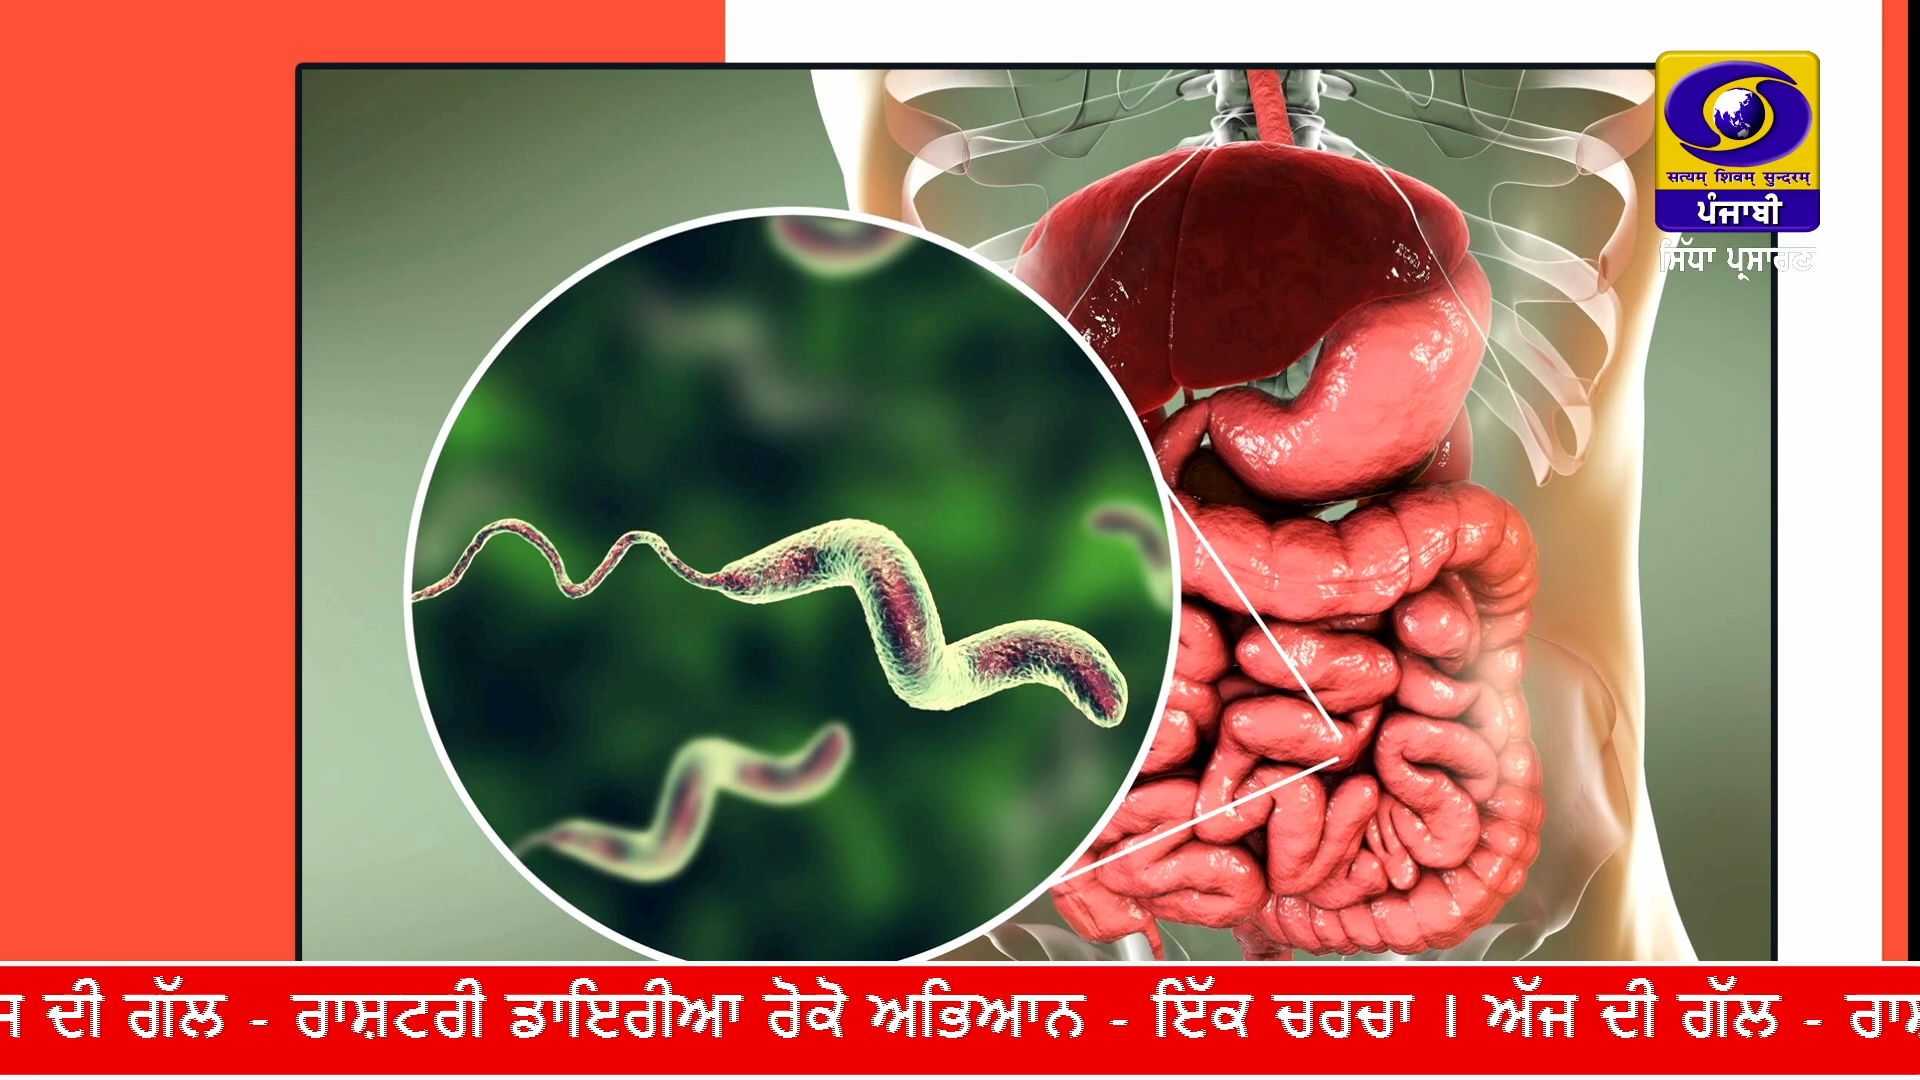 सत्यम् शिवम् सुन्दरम्
ਪੰਜਾਬੀ
ਸਿੱਧਾ ਪ੍ਰਸਾਰਣ
ਦੀ ਗੱਲ - ਰਾਸ਼ਟਰੀ ਡਾਇਰੀਆ ਰੋਕੋ ਅਭਿਆਨ - ਇੱਕ ਚਰਚਾ । ਅੱਜ ਦੀ ਗੱਲ -